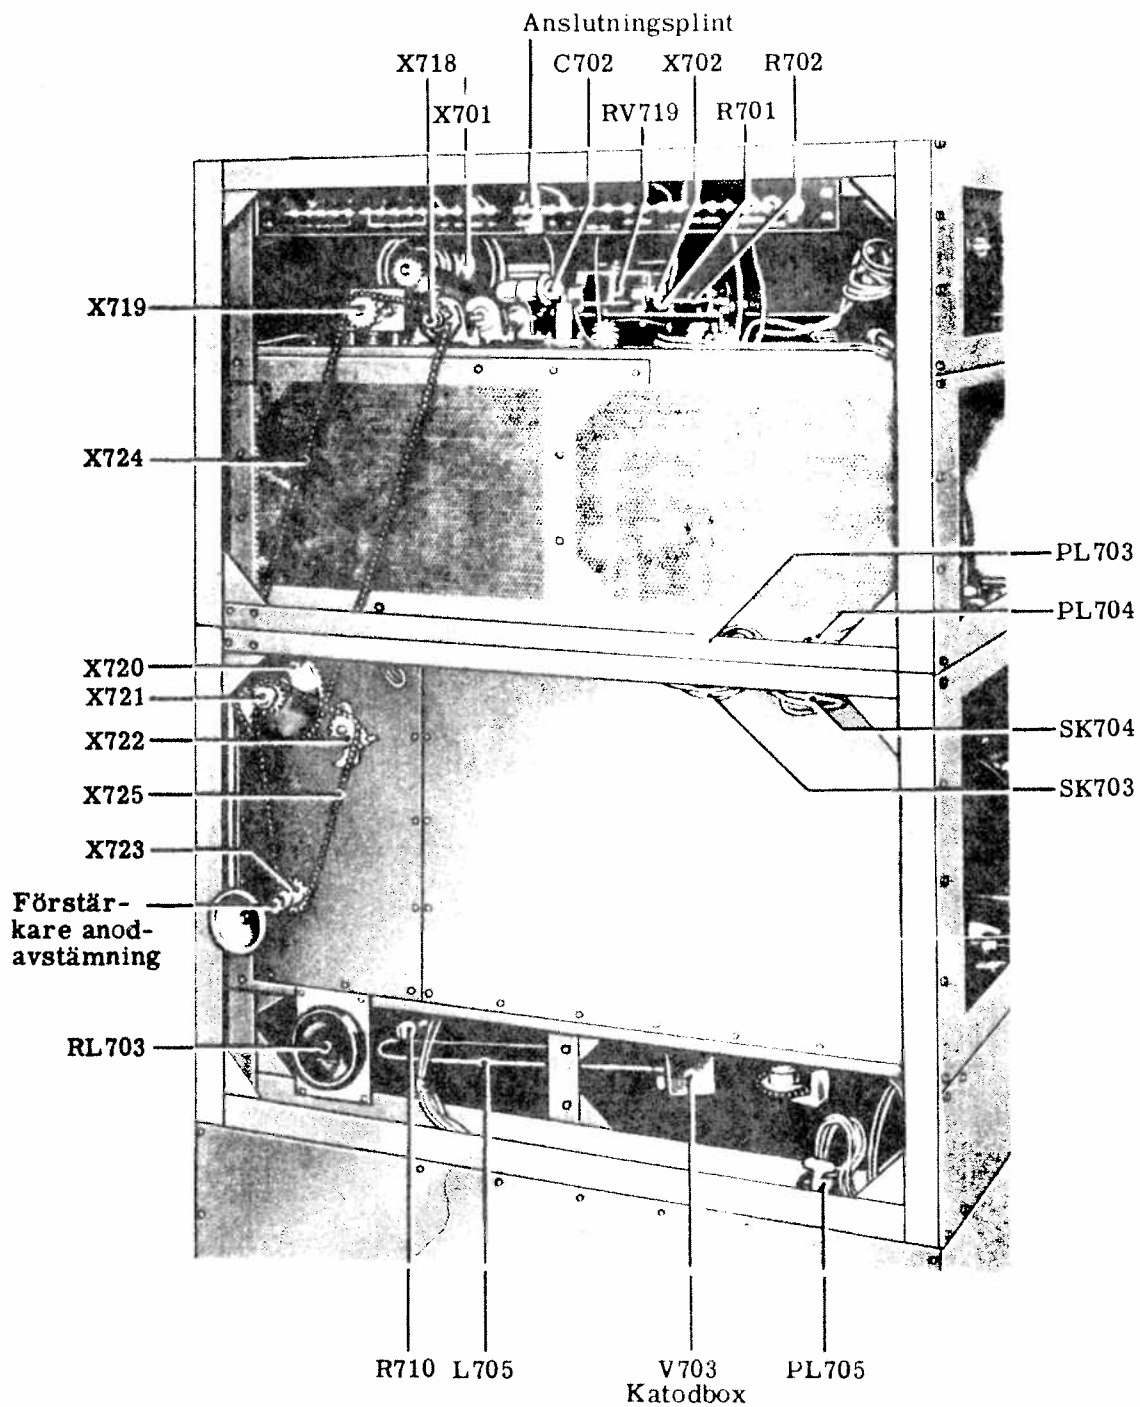 Anslutningsplint
X718 C702 X702 R702
X701 RV719 R701
X719
X724
PL703
PL704
X720
X721
X722
SK704
X725
SK703
X723
Förstär-
kare anod-
avstämning
RL703
R710 L705 V703 PL705
Katodbox